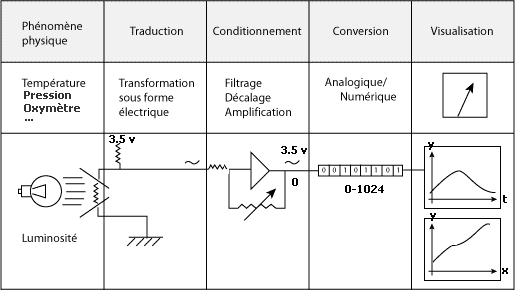 Phénomène
physique
Traduction
Conditionnement
Conversion
Visualisation
Température
Pression
Oxymètre
...
Transformation
sous forme
électrique
Filtrage
Décalage
Amplification
Analogique/
Numérique
3.5 v
3.5 v
0
0 0 1 0 1 1 0 1
0-1024
y
t
y
x
Luminosité